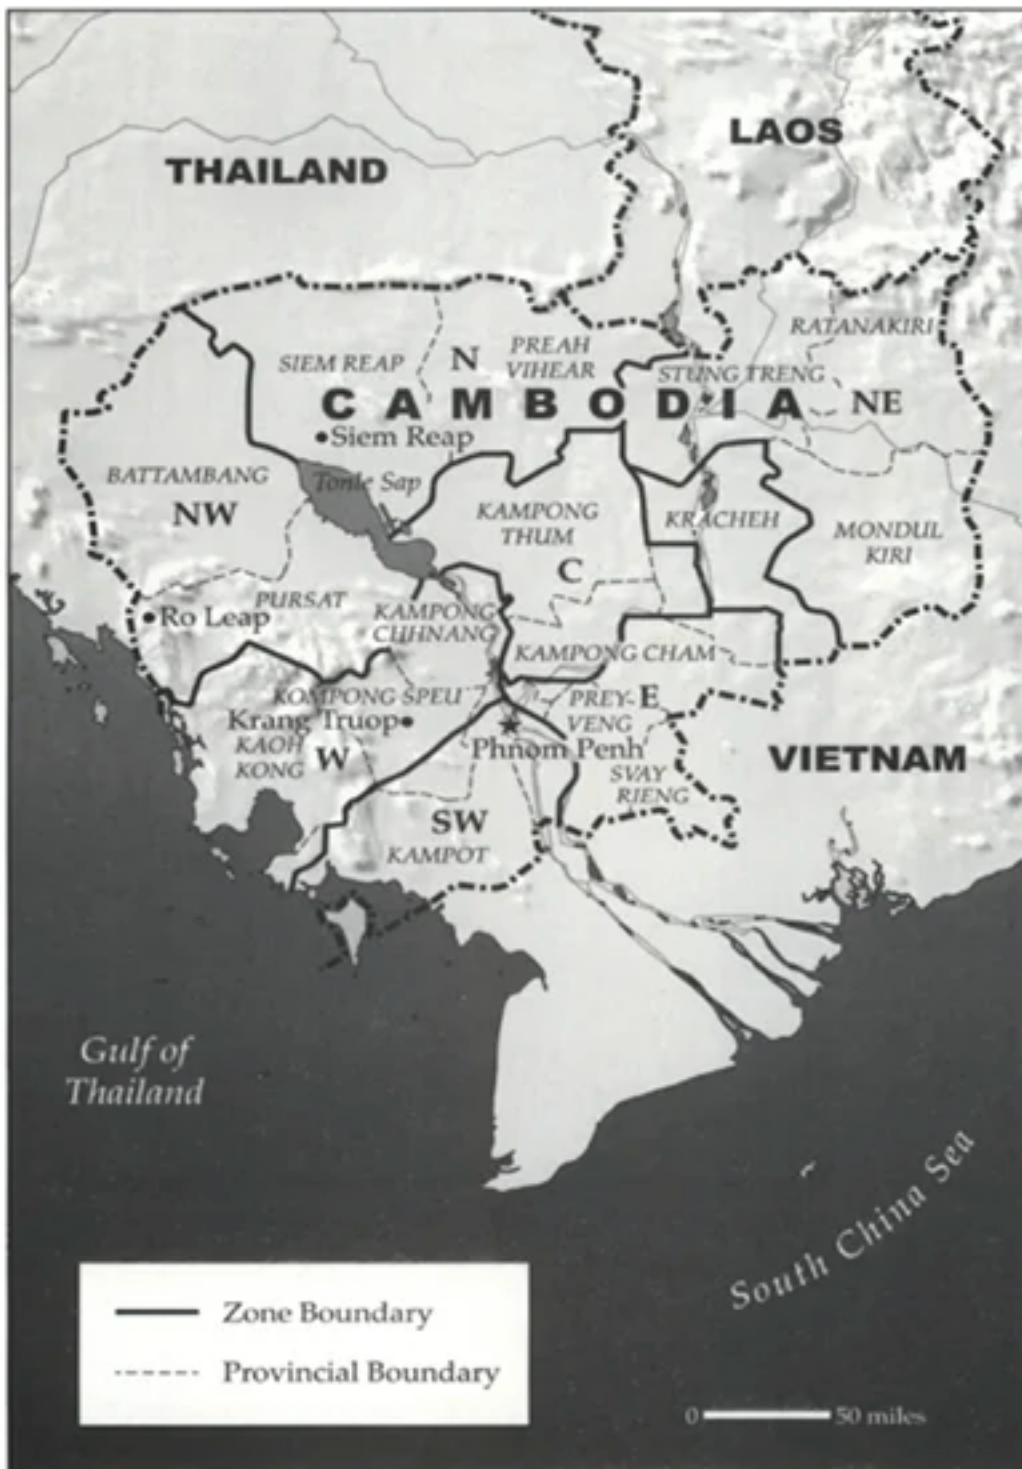 LAOS
THAILAND
RATANAKIRI
SIEM REAP
N
PREAH
VIHEAR
STUNG TRENG
CAMBODIA
NE
Siem Reap
BATTAMBANG
Tonle Sap
NW
KAMPONG
THUM
KRACHEH
MONDUL
KIRI
C
PURSAT
Ro Leap
KAMPONG
CHHNANG
KAMPONG CHAM
KOMPONG SPEU
PREY-
VENG
E
Krang Truop
Phnom Penh
KAOH
KONG
W
VIETNAM
SVAY
RIENG
SW
KAMPOT
Gulf of
Thailand
South China Sea
Zone Boundary
Provincial Boundary
0 50 miles